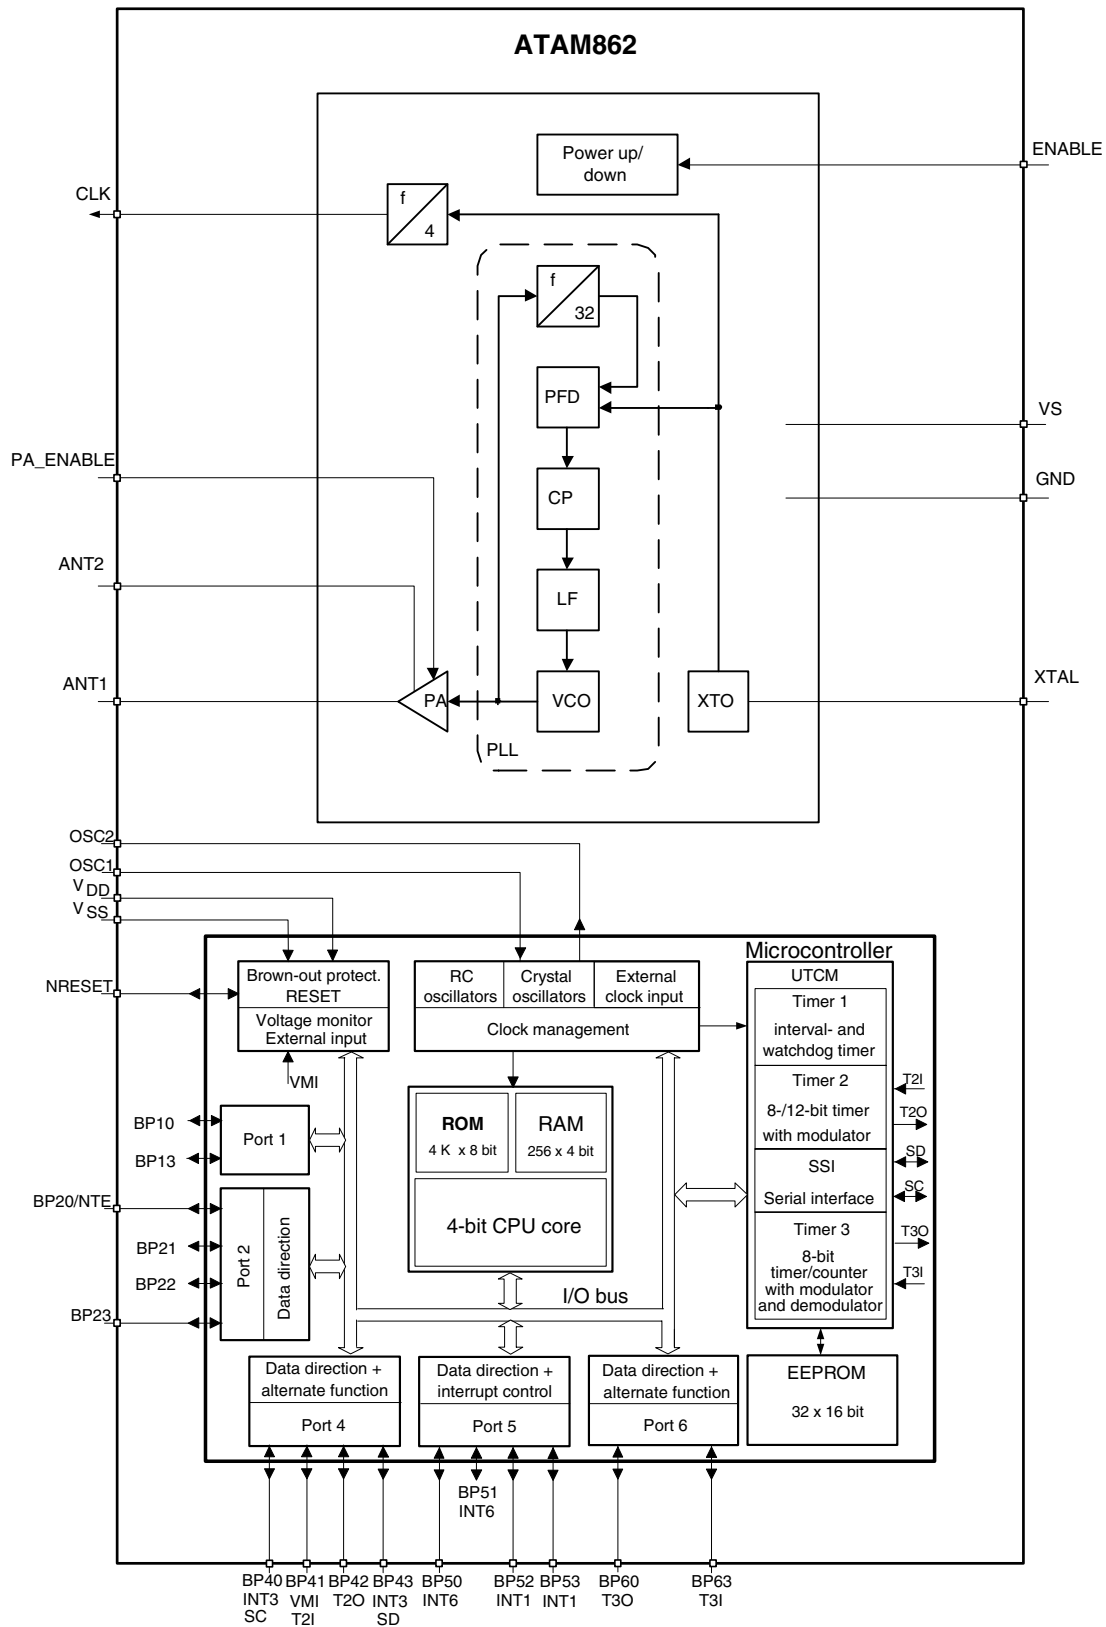 ATAM862
Power up/
down
ENABLE
CLK
f
4
f
32
PFD
VS
PA_ENABLE
GND
CP
ANT2
LF
ANT1
PA
VCO
XTO
XTAL
PLL
OSC2
OSC1
V DD
V SS
Microcontroller
Brown-out protect.
RESET
Voltage monitor
External input
NRESET
VMI
RC
oscillators
Crystal
oscillators
External
clock input
Clock management
UTCM
Timer 1
interval- and
watchdog timer
Timer 2
8-/12-bit timer
with modulator
SSI
Serial interface
Timer 3
8-bit
timer/counter
with modulator
and demodulator
T2I
T2O
SD
SC
T3O
T3I
ROM
4 K x 8 bit
RAM
256 x 4 bit
4-bit CPU core
I/O bus
BP10
Port 1
BP13
BP20/NTE
BP21
BP22
BP23
Port 2
Data direction
Data direction +
alternate function
Port 4
Data direction +
interrupt control
Port 5
Data direction +
alternate function
Port 6
EEPROM
32 x 16 bit
BP51
INT6
BP40
INT3
SC
BP41
VMI
T2I
BP42
T2O
BP43
INT3
SD
BP50
INT6
BP52
INT1
BP53
INT1
BP60
T3O
BP63
T3I